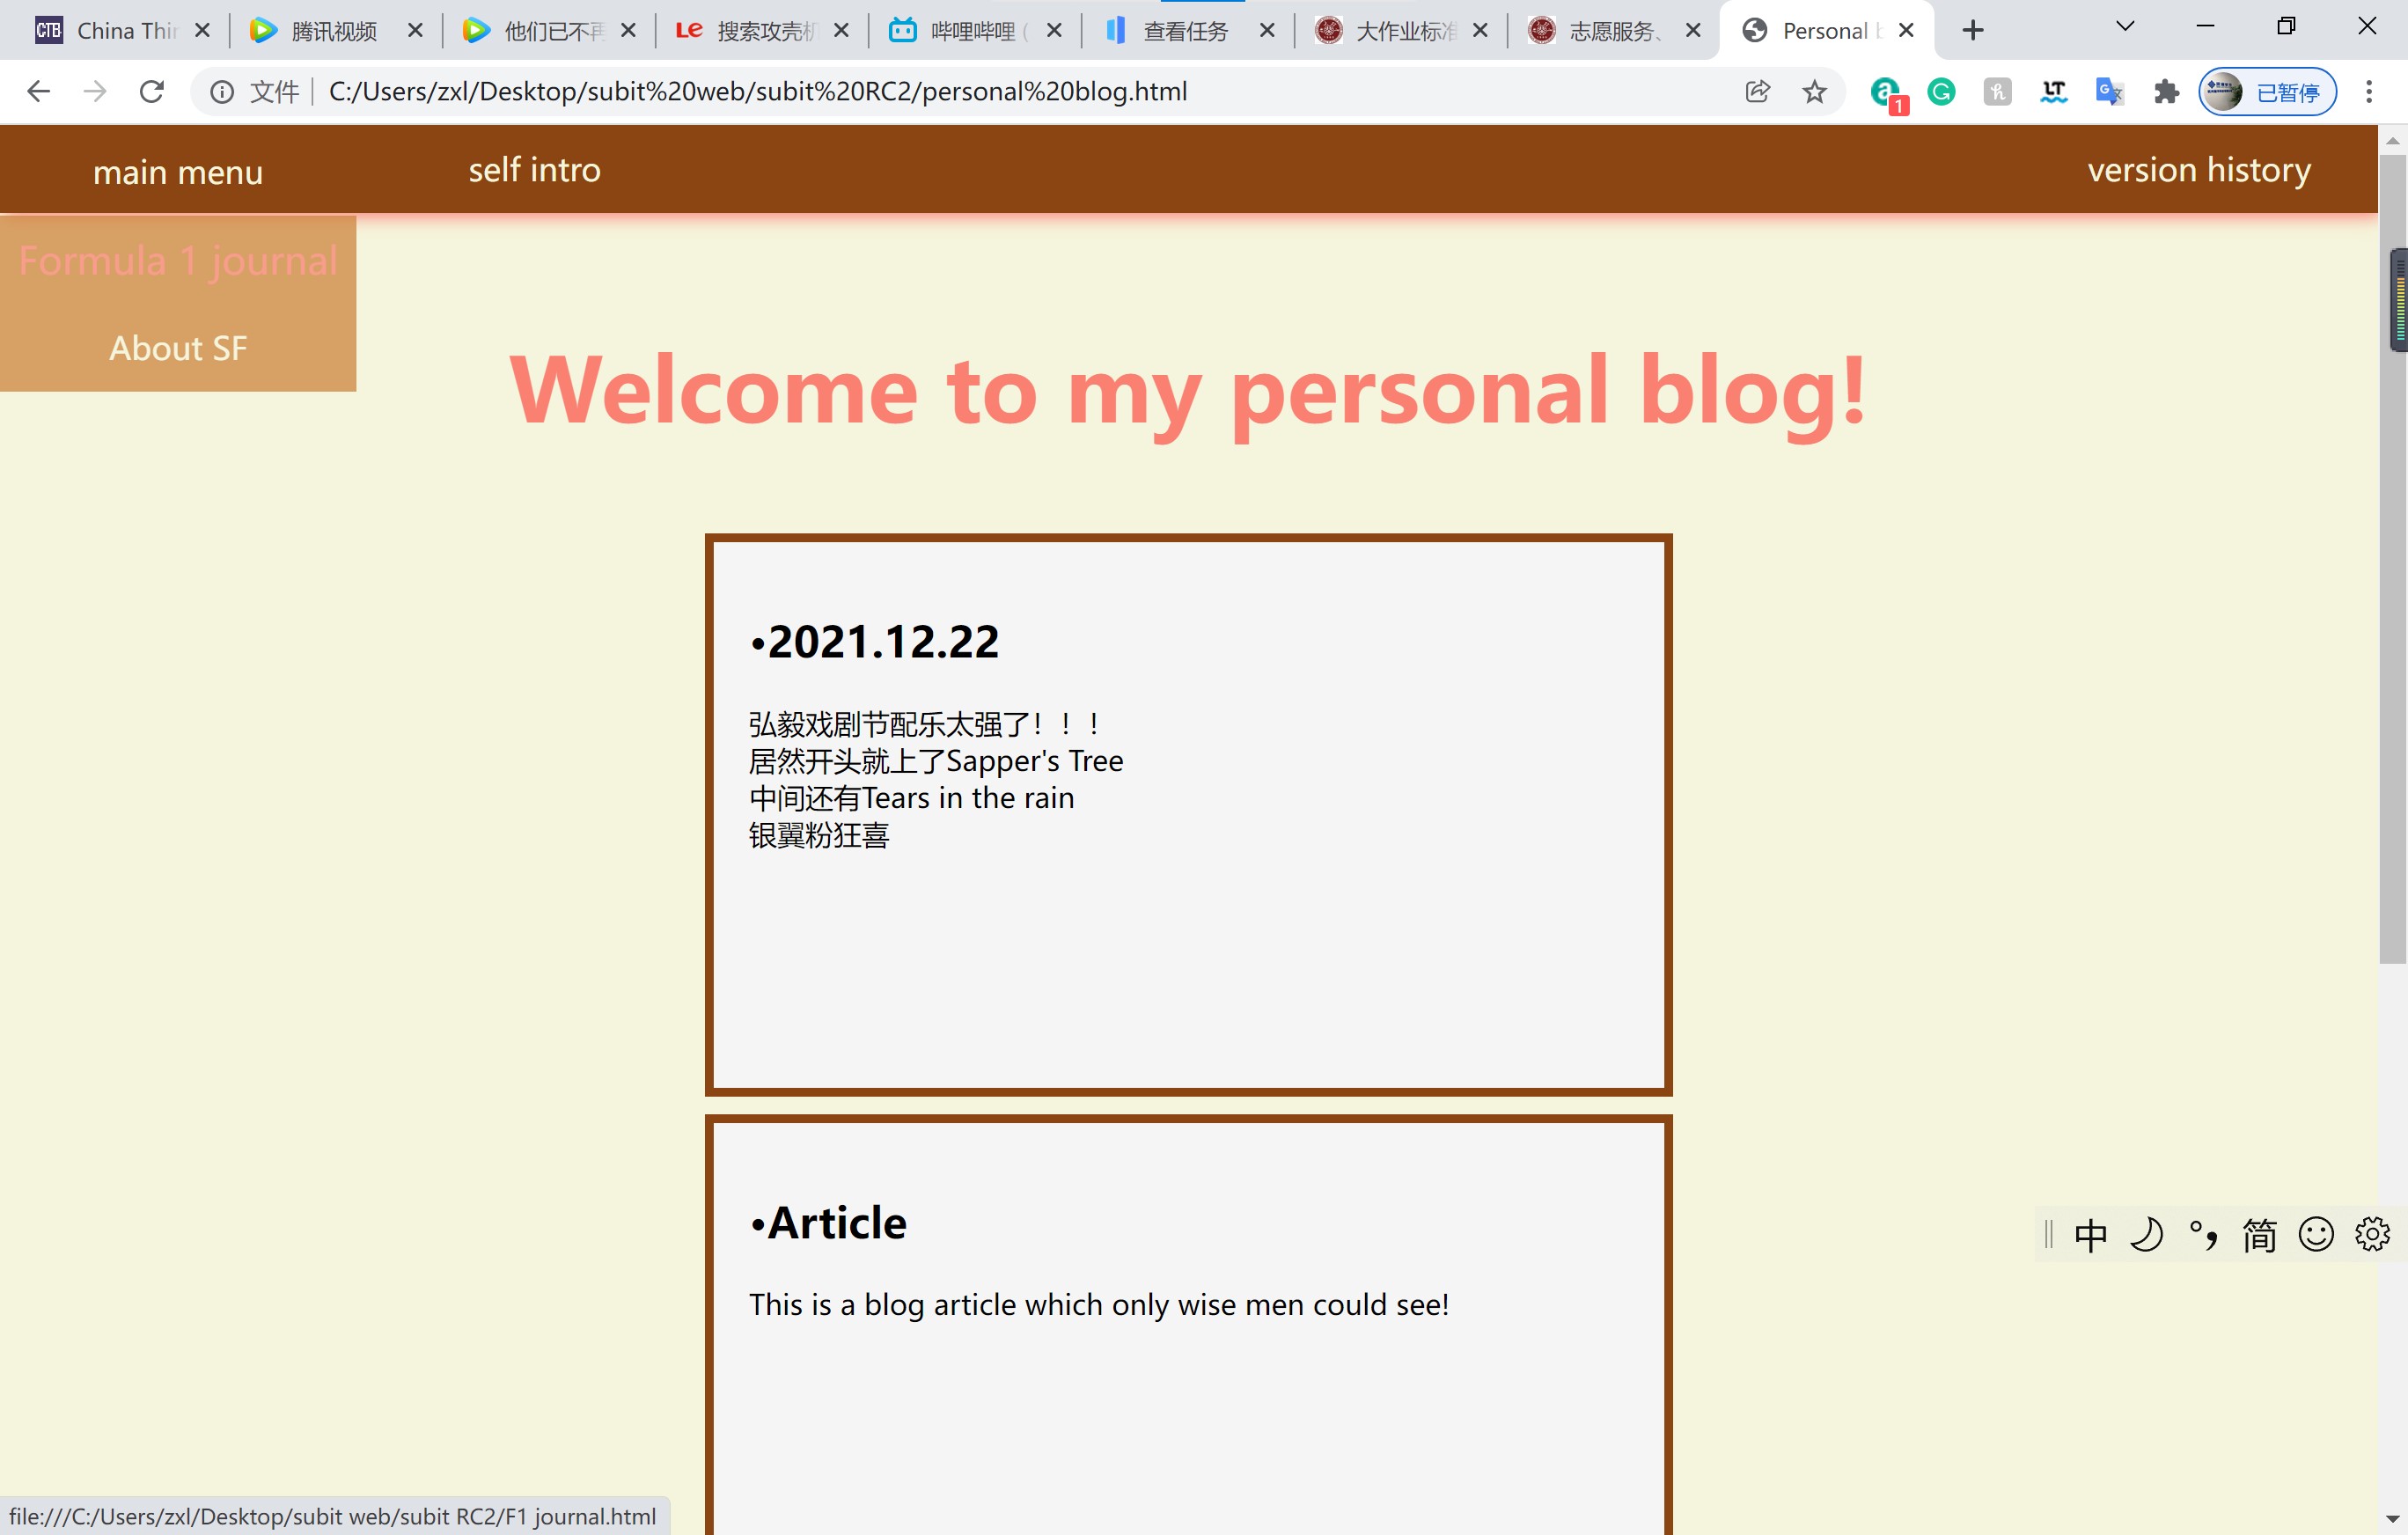 China Thir
腾讯视频
他们已不再
搜索攻壳机
哔哩哔哩 (
查看任务
大作业标准
志愿服务、
Personal b
文件
C:/Users/zxl/Desktop/subit%20web/subit%20RC2/personal%20blog.html
1
已暂停
main menu
self intro
version history
Formula 1 journal
About SF
Welcome to my personal blog!
•2021.12.22
弘毅戏剧节配乐太强了！！！
居然开头就上了Sapper's Tree
中间还有Tears in the rain
银翼粉狂喜
•Article
This is a blog article which only wise men could see!
中 °, 简
file:///C:/Users/zxl/Desktop/subit web/subit RC2/F1 journal.html